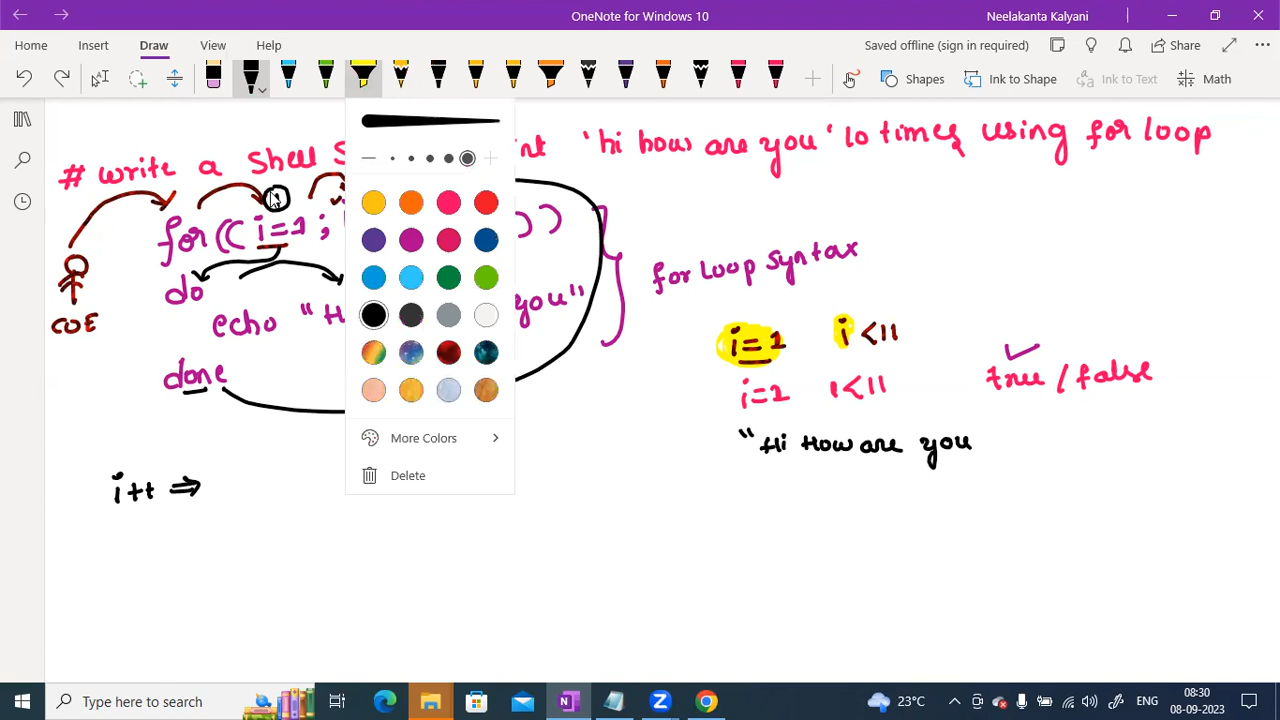 OneNote for Windows 10
Neelakanta Kalyani
Home Insert Draw View Help
Saved offline (sign in required)
Share
Shapes
Ink to Shape
Ink to Text
Math
# write a Shell S nt 'hi how are you' 10 times using for loop
for (( i=1 ; ))
do
echo "H you"
done
COE
for loop syntax
i=1 i<11
i=1 1<11 true / false
"Hi How are you
i++ ⇒
More Colors
Delete
Type here to search
23°C
ENG
08:30
08-09-2023